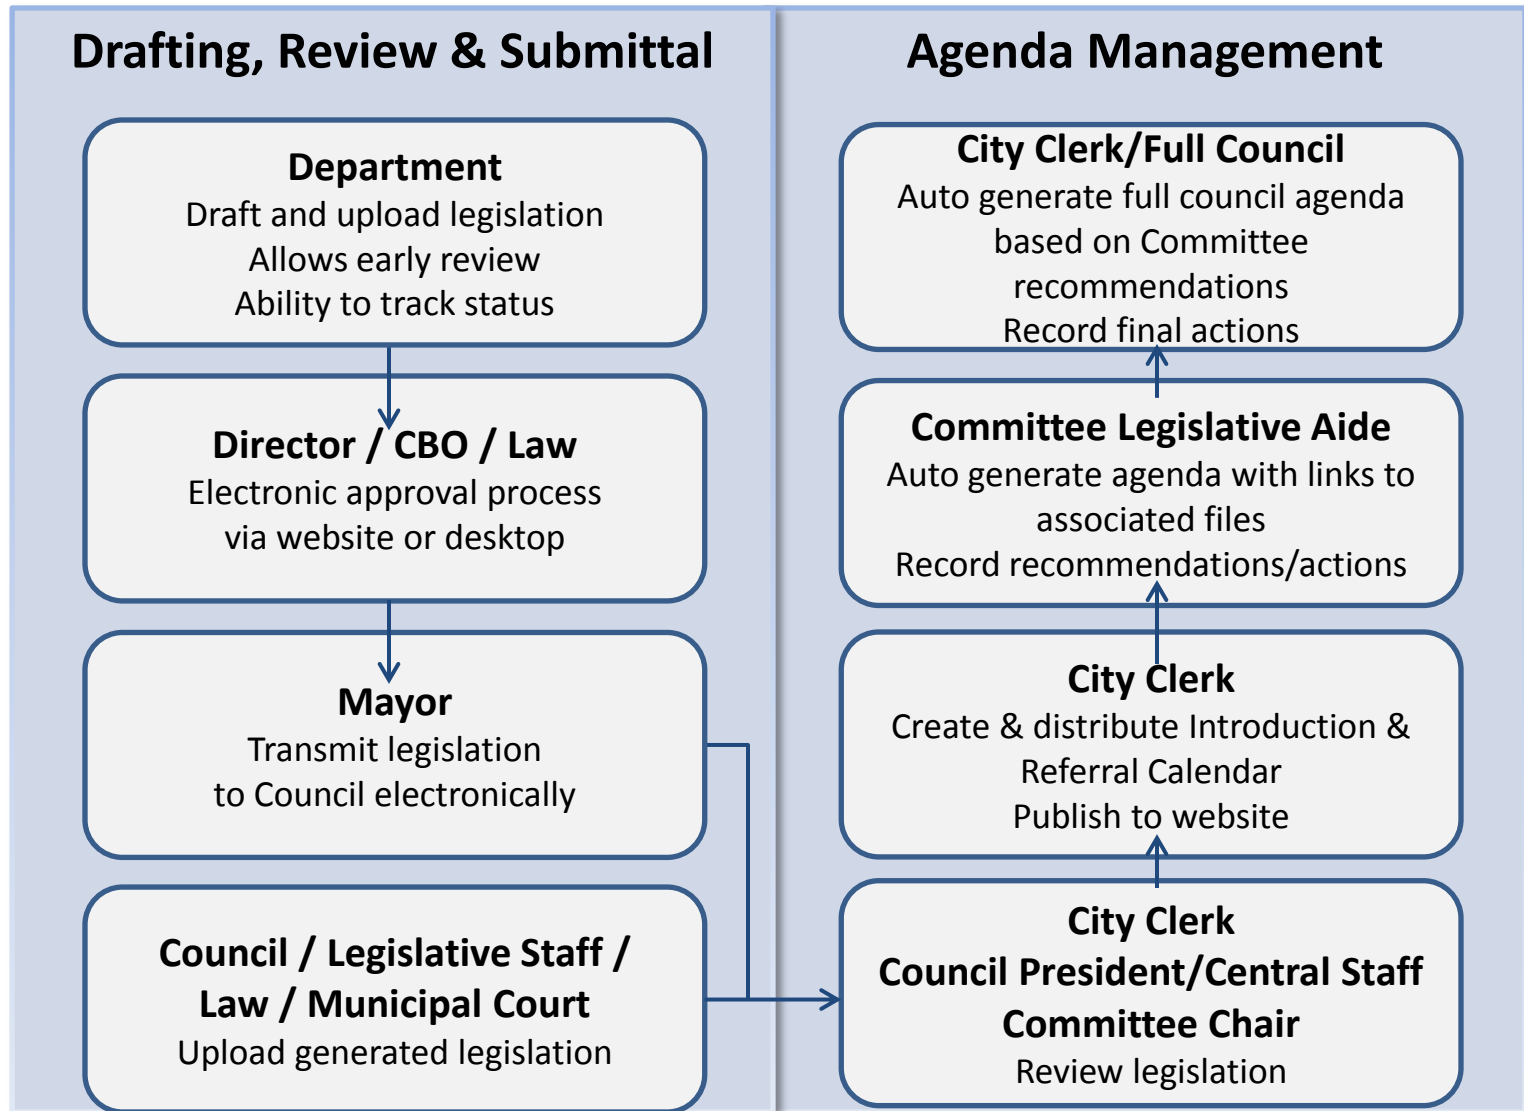 Drafting, Review & Submittal
Department
Draft and upload legislation
Allows early review
Ability to track status
Director / CBO / Law
Electronic approval process
via website or desktop
Mayor
Transmit legislation
to Council electronically
Council / Legislative Staff /
Law / Municipal Court
Upload generated legislation
Agenda Management
City Clerk/Full Council
Auto generate full council agenda
based on Committee
recommendations
Record final actions
Committee Legislative Aide
Auto generate agenda with links to
associated files
Record recommendations/actions
City Clerk
Create & distribute Introduction &
Referral Calendar
Publish to website
City Clerk
Council President/Central Staff
Committee Chair
Review legislation